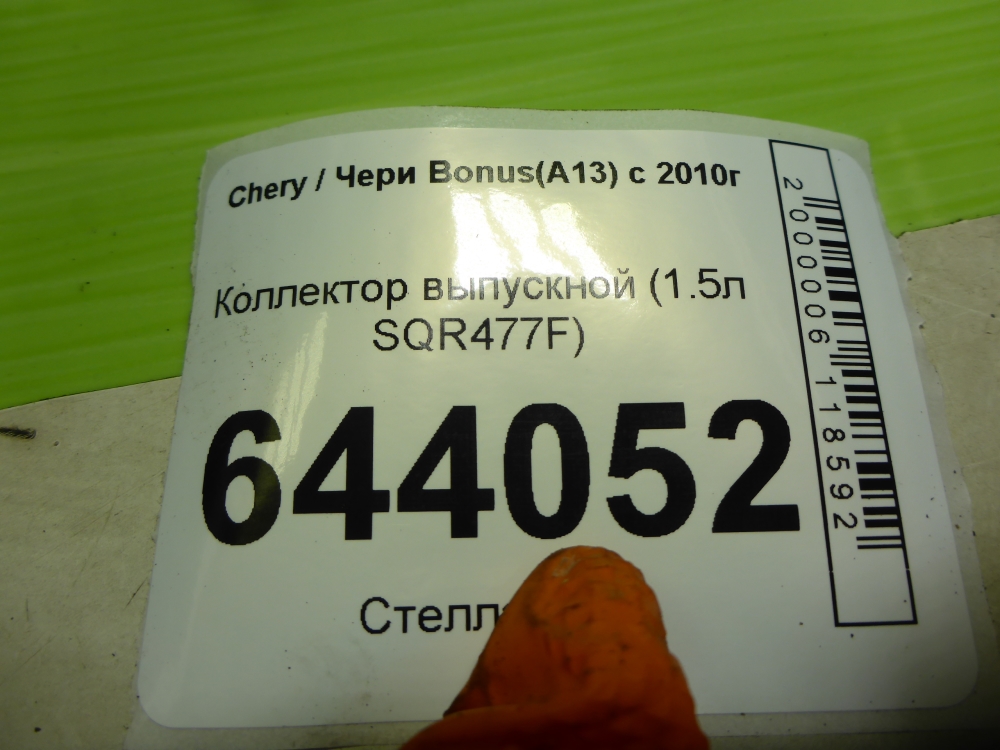 Chery / Чери Bonus(A13) с 2010г
Коллектор выпускной (1.5л
SQR477F)
644052
2000006118592